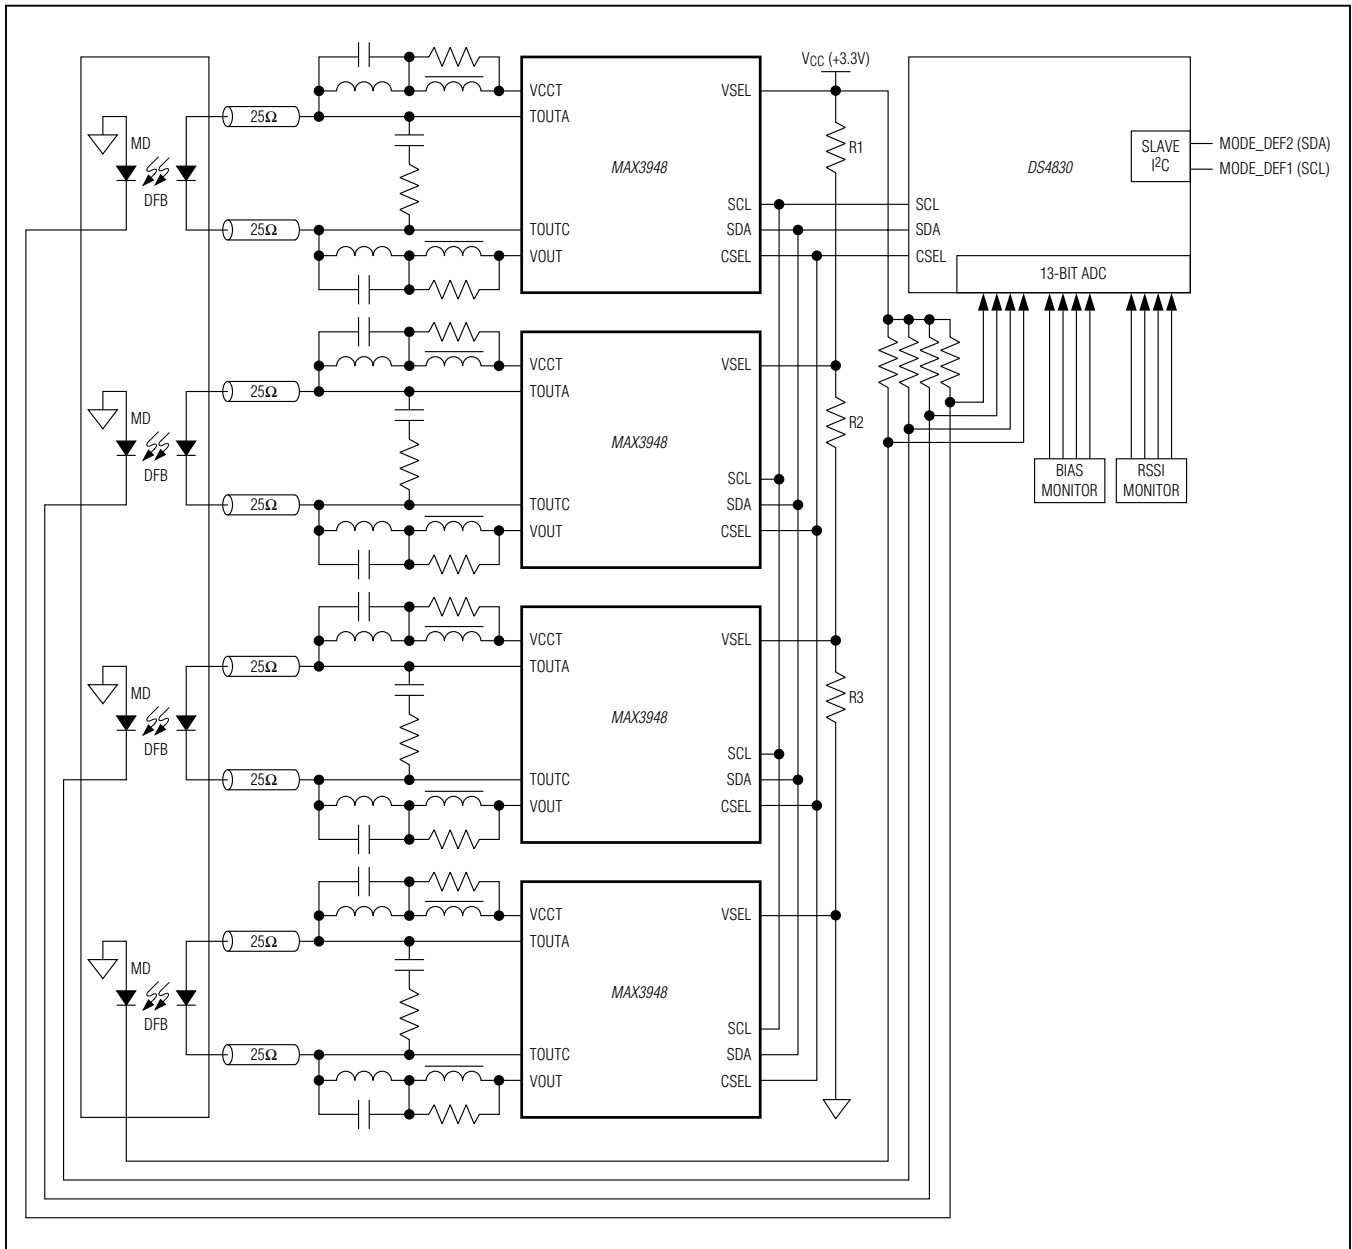 VCC (+3.3V)
VCCT
VSEL
25Ω
TOUTA
MD
R1
MAX3948
DS4830
SLAVE
I²C
MODE_DEF2 (SDA)
MODE_DEF1 (SCL)
DFB
SCL
SCL
25Ω
TOUTC
SDA
SDA
VOUT
CSEL
CSEL
13-BIT ADC
VCCT
VSEL
25Ω
TOUTA
MD
R2
MAX3948
DFB
BIAS
MONITOR
RSSI
MONITOR
SCL
25Ω
TOUTC
SDA
VOUT
CSEL
VCCT
VSEL
25Ω
TOUTA
MD
R3
MAX3948
DFB
SCL
25Ω
TOUTC
SDA
VOUT
CSEL
VCCT
VSEL
25Ω
TOUTA
MD
MAX3948
DFB
SCL
25Ω
TOUTC
SDA
VOUT
CSEL